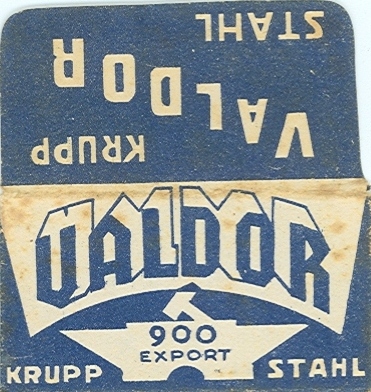 STAHL
VALDOR
KRUPP
VALDOR
900
EXPORT
KRUPP STAHL